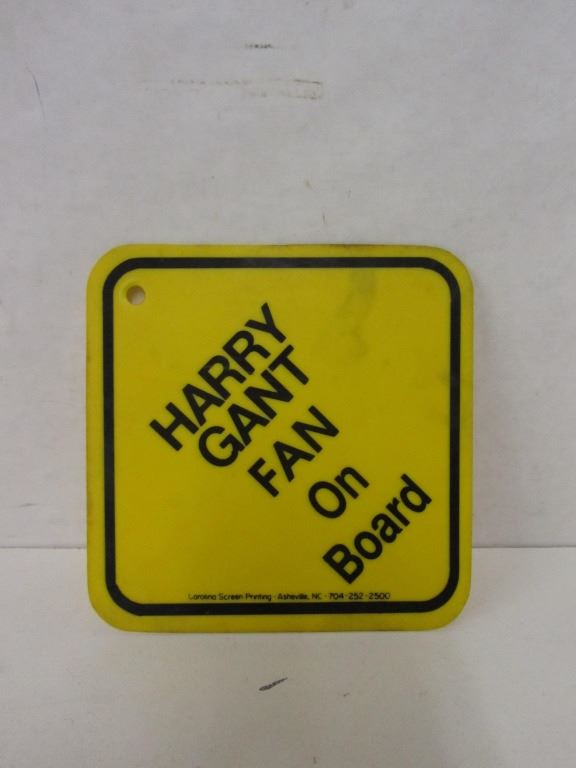 HARRY
GANT
FAN
On
Board
Carolina Screen Printing - Asheville, NC - 704-252-2500